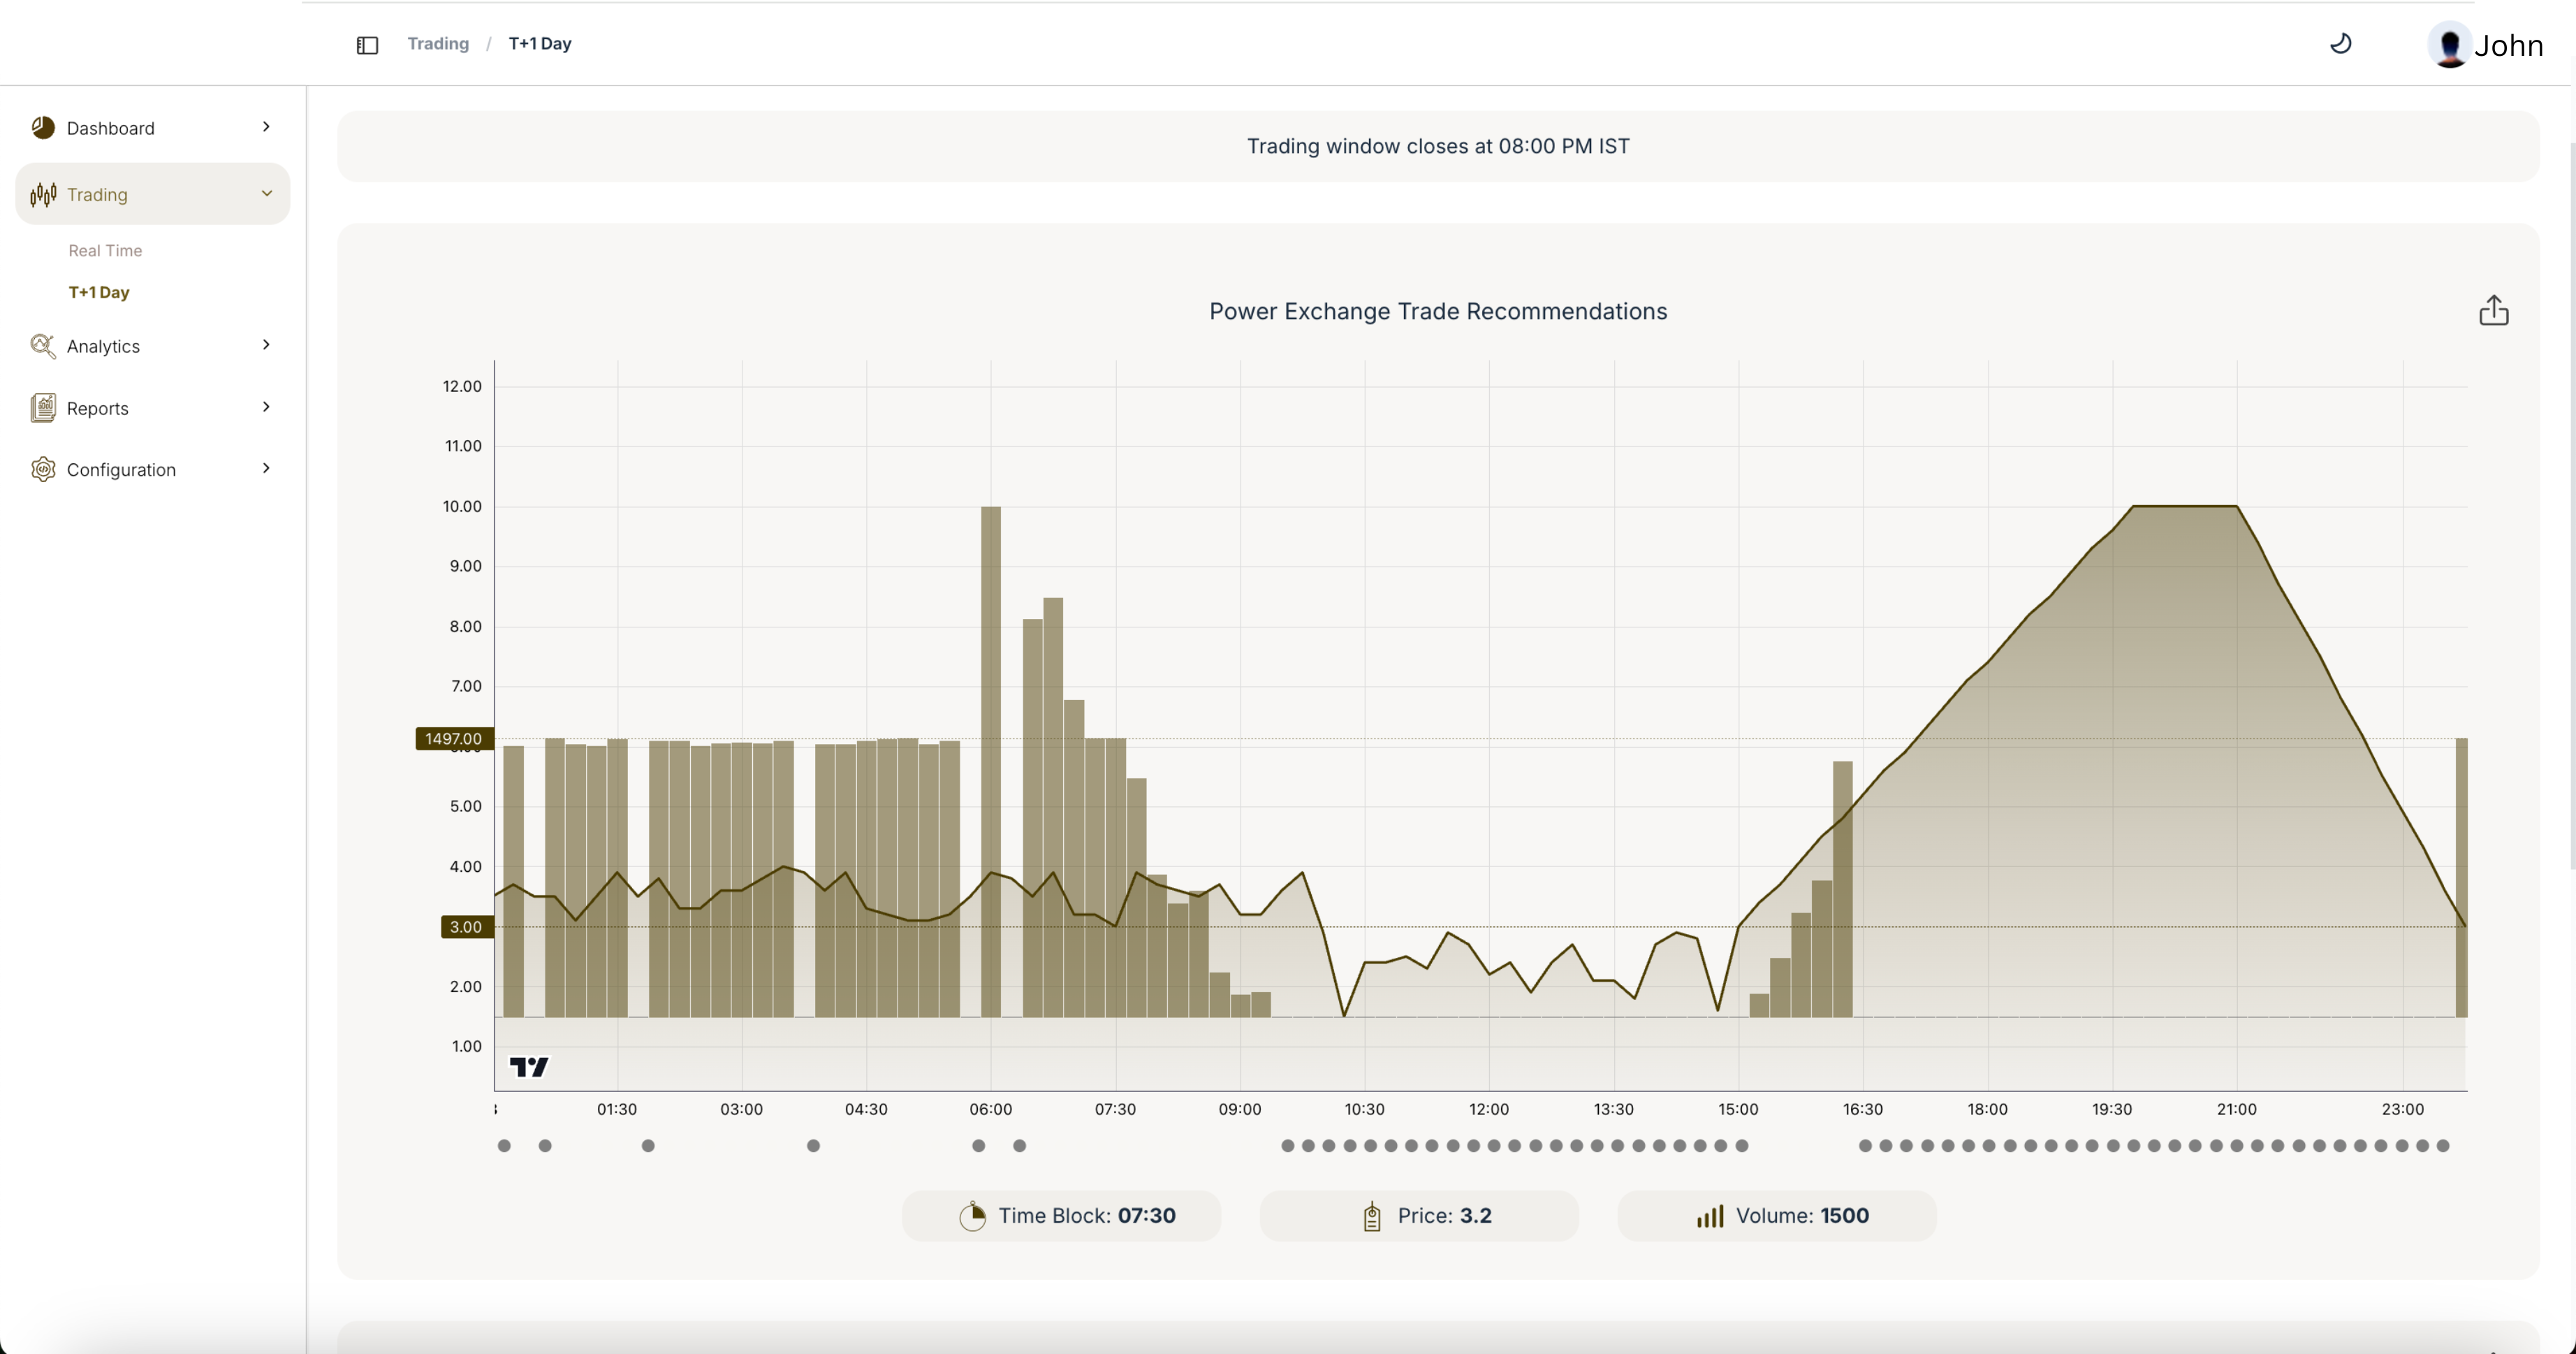 Trading / T+1 Day
John
Dashboard
Trading
Real Time
T+1 Day
Analytics
Reports
Configuration
Trading window closes at 08:00 PM IST
Power Exchange Trade Recommendations
12.00
11.00
10.00
9.00
8.00
7.00
1497.00
5.00
4.00
3.00
2.00
1.00
01:30 03:00 04:30 06:00 07:30 09:00 10:30 12:00 13:30 15:00 16:30 18:00 19:30 21:00 23:00
Time Block: 07:30 Price: 3.2 Volume: 1500